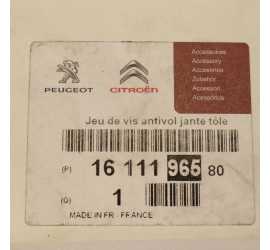 Accessoires
Accessory
Accesorios
Zubehör
Accessori
Acessórios
PEUGEOT CITROËN
Jeu de vis antivol jante tôle
(P) 16 111 965 80
(Q) 1
MADE IN FR - FRANCE